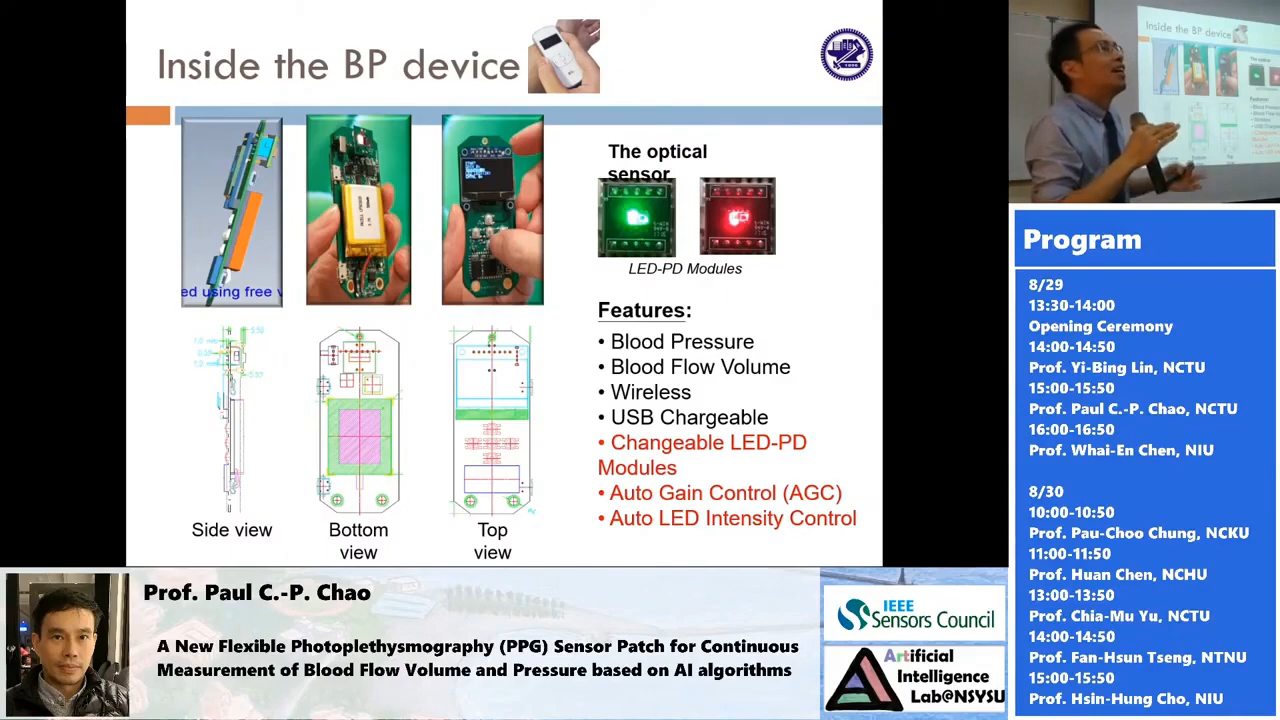 Inside the BP device
The optical
sensor
LED-PD Modules
ed using free v
Features:
• Blood Pressure
• Blood Flow Volume
• Wireless
• USB Chargeable
• Changeable LED-PD
Modules
• Auto Gain Control (AGC)
• Auto LED Intensity Control
Side view
Bottom
view
Top
view
Inside the BP device
Program
8/29
13:30-14:00
Opening Ceremony
14:00-14:50
Prof. Yi-Bing Lin, NCTU
15:00-15:50
Prof. Paul C.-P. Chao, NCTU
16:00-16:50
Prof. Whai-En Chen, NIU
8/30
10:00-10:50
Prof. Pau-Choo Chung, NCKU
11:00-11:50
Prof. Huan Chen, NCHU
13:00-13:50
Prof. Chia-Mu Yu, NCTU
14:00-14:50
Prof. Fan-Hsun Tseng, NTNU
15:00-15:50
Prof. Hsin-Hung Cho, NIU
Prof. Paul C.-P. Chao
A New Flexible Photoplethysmography (PPG) Sensor Patch for Continuous
Measurement of Blood Flow Volume and Pressure based on AI algorithms
IEEE
Sensors Council
Artificial
Intelligence
Lab@NSYSU